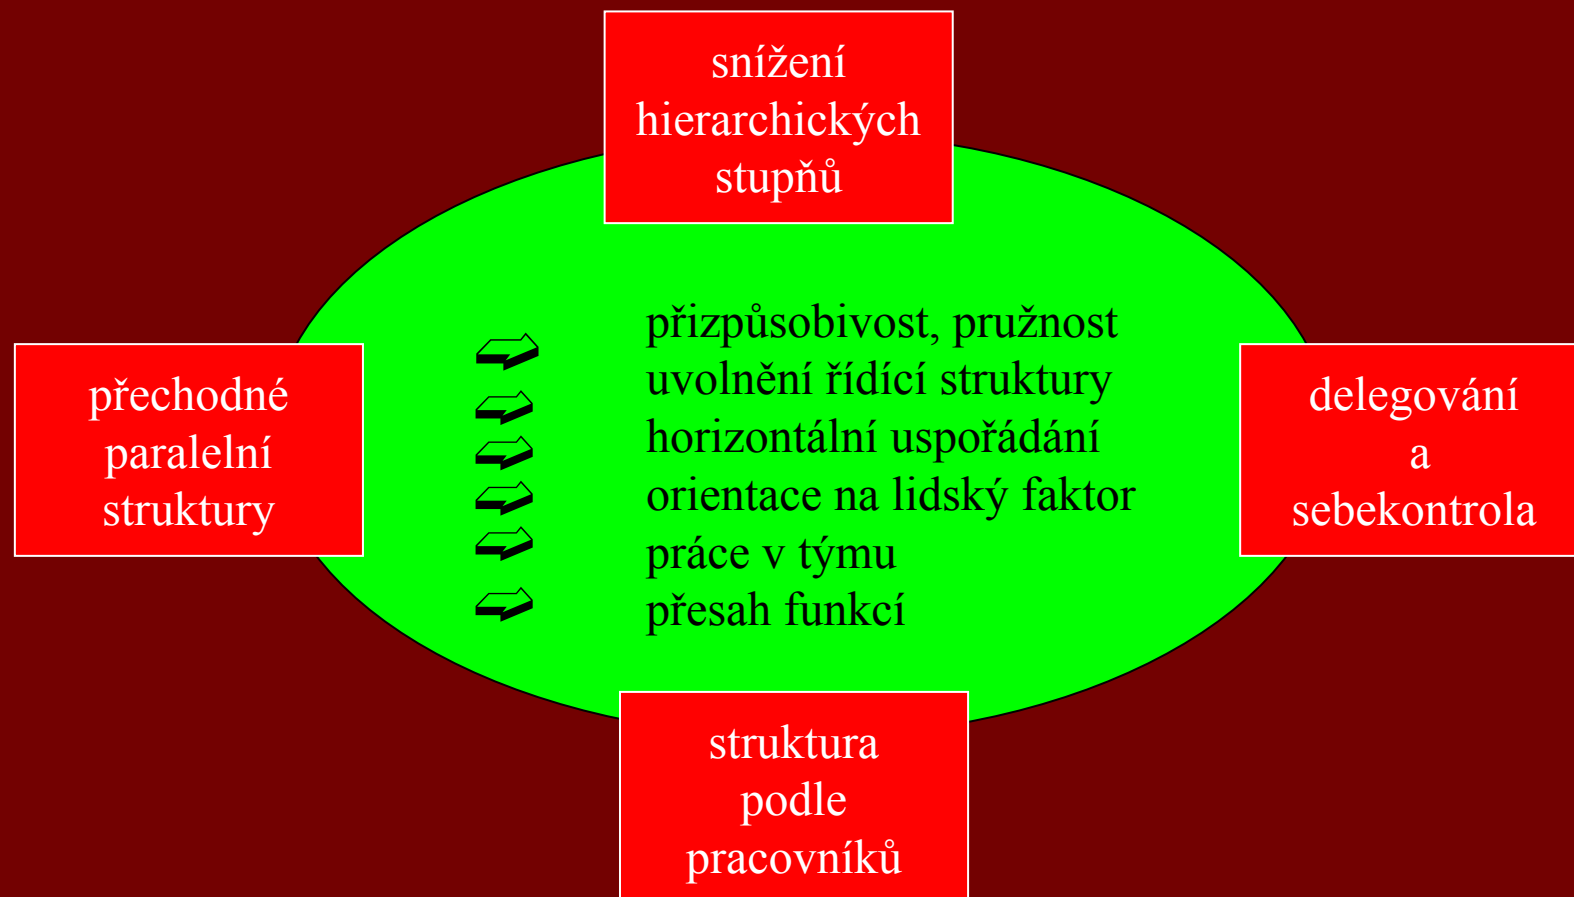 snížení
hierarchických
stupňů
přizpůsobivost, pružnost
uvolnění řídící struktury
horizontální uspořádání
orientace na lidský faktor
práce v týmu
přesah funkcí
přechodné
paralelní
struktury
delegování
a
sebekontrola
struktura
podle
pracovníků